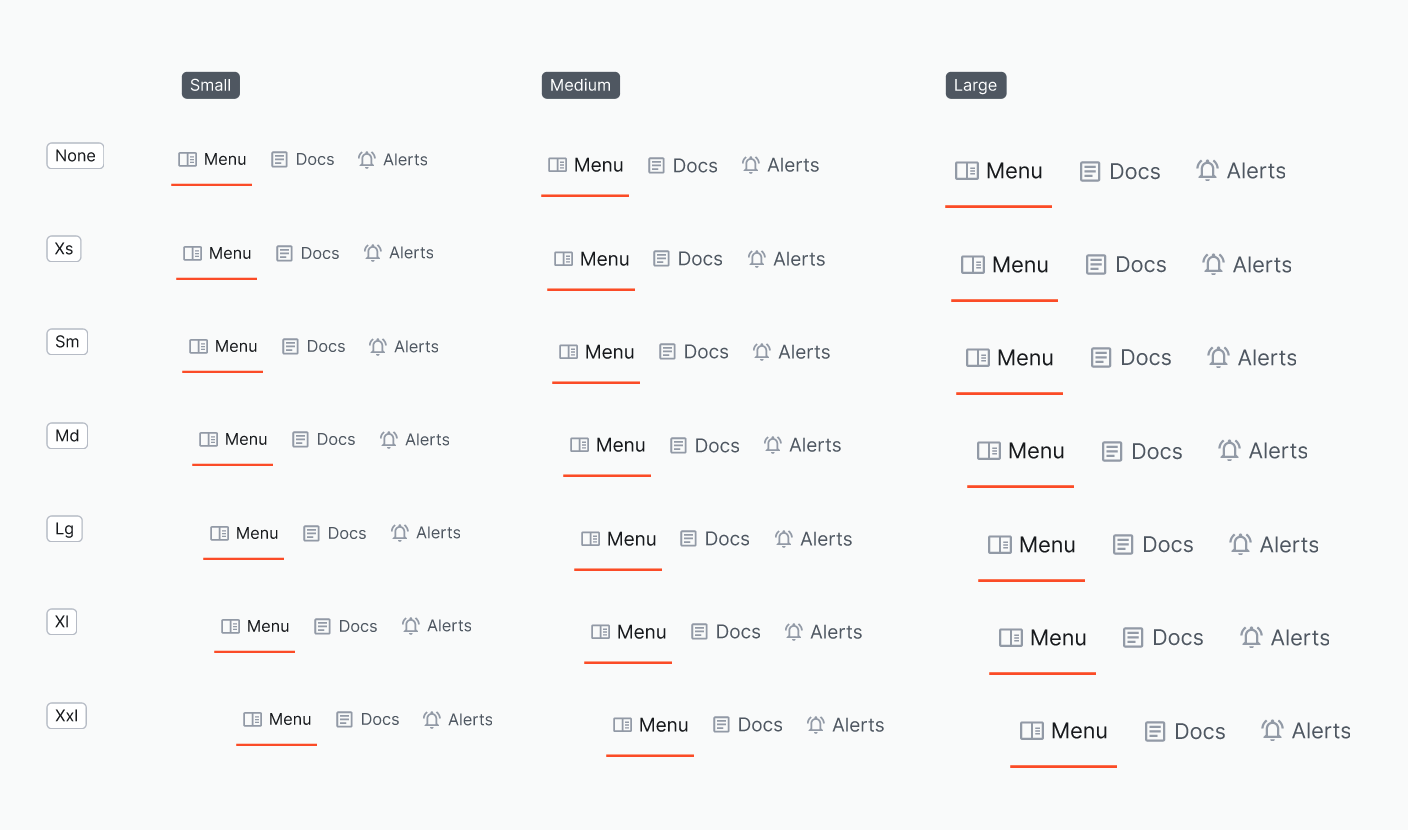 Small Medium Large
None Menu Docs Alerts Menu Docs Alerts Menu Docs Alerts
Xs Menu Docs Alerts Menu Docs Alerts Menu Docs Alerts
Sm Menu Docs Alerts Menu Docs Alerts Menu Docs Alerts
Md Menu Docs Alerts Menu Docs Alerts Menu Docs Alerts
Lg Menu Docs Alerts Menu Docs Alerts Menu Docs Alerts
Xl Menu Docs Alerts Menu Docs Alerts Menu Docs Alerts
Xxl Menu Docs Alerts Menu Docs Alerts Menu Docs Alerts